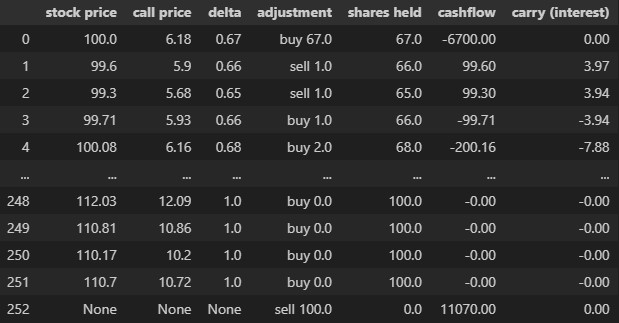 stock price call price delta adjustment shares held cashflow carry (interest)
0 100.0 6.18 0.67 buy 67.0 67.0 -6700.00 0.00
1 99.6 5.9 0.66 sell 1.0 66.0 99.60 3.97
2 99.3 5.68 0.65 sell 1.0 65.0 99.30 3.94
3 99.71 5.93 0.66 buy 1.0 66.0 -99.71 -3.94
4 100.08 6.16 0.68 buy 2.0 68.0 -200.16 -7.88
... ... ... ... ... ... ... ...
248 112.03 12.09 1.0 buy 0.0 100.0 -0.00 -0.00
249 110.81 10.86 1.0 buy 0.0 100.0 -0.00 -0.00
250 110.17 10.2 1.0 buy 0.0 100.0 -0.00 -0.00
251 110.7 10.72 1.0 buy 0.0 100.0 -0.00 -0.00
252 None None None sell 100.0 0.0 11070.00 0.00